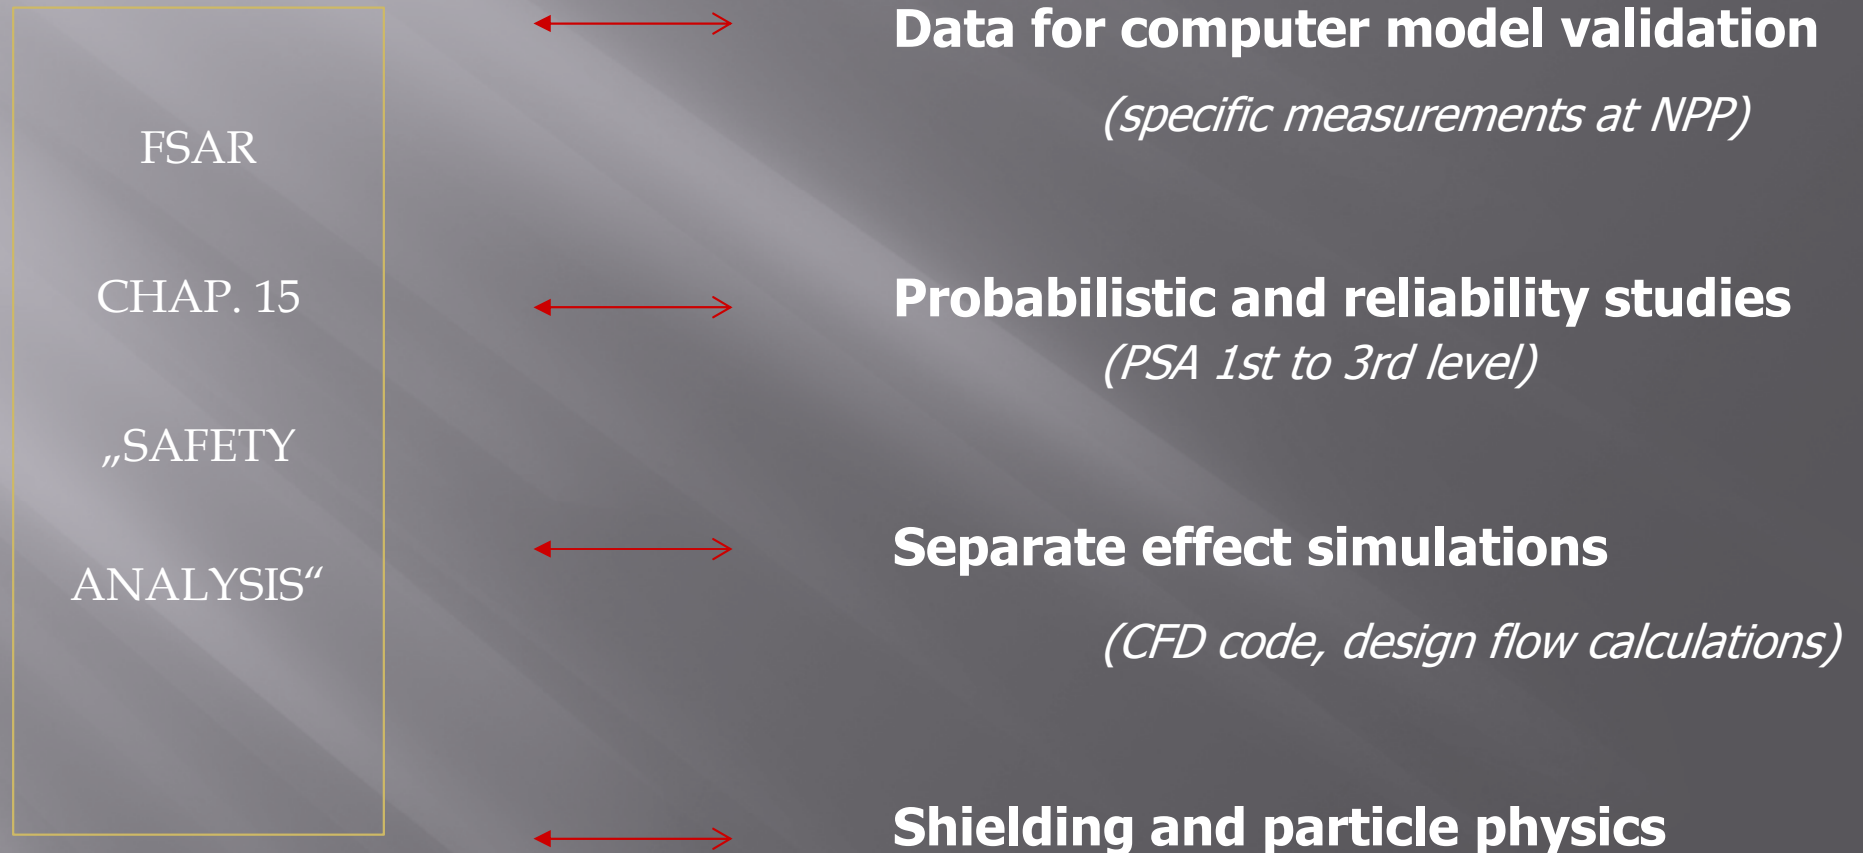 FSAR
CHAP. 15
„SAFETY
ANALYSIS“
Data for computer model validation
(specific measurements at NPP)
Probabilistic and reliability studies
(PSA 1st to 3rd level)
Separate effect simulations
(CFD code, design flow calculations)
Shielding and particle physics